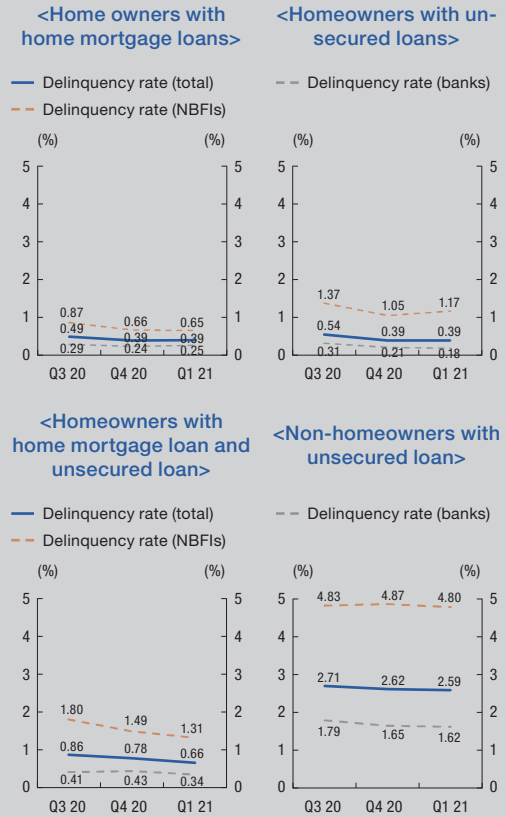 <Home owners with
home mortgage loans>
Delinquency rate (total)
Delinquency rate (NBFIs)
(%) (%)
5 5
4 4
3 3
2 2
1 1
0 0
0.87 0.66 0.65
0.49 0.39 0.39
0.29 0.24 0.25
Q3 20 Q4 20 Q1 21
<Homeowners with un-
secured loans>
Delinquency rate (banks)
(%) (%)
5 5
4 4
3 3
2 2
1 1
0 0
1.37 1.05 1.17
0.54 0.39 0.39
0.31 0.21 0.18
Q3 20 Q4 20 Q1 21
<Homeowners with
home mortgage loan and
unsecured loan>
Delinquency rate (total)
Delinquency rate (NBFIs)
(%) (%)
5 5
4 4
3 3
2 2
1 1
0 0
1.80 1.49 1.31
0.86 0.78 0.66
0.41 0.43 0.34
Q3 20 Q4 20 Q1 21
<Non-homeowners with
unsecured loan>
Delinquency rate (banks)
(%) (%)
5 5
4 4
3 3
2 2
1 1
0 0
4.83 4.87 4.80
2.71 2.62 2.59
1.79 1.65 1.62
Q3 20 Q4 20 Q1 21